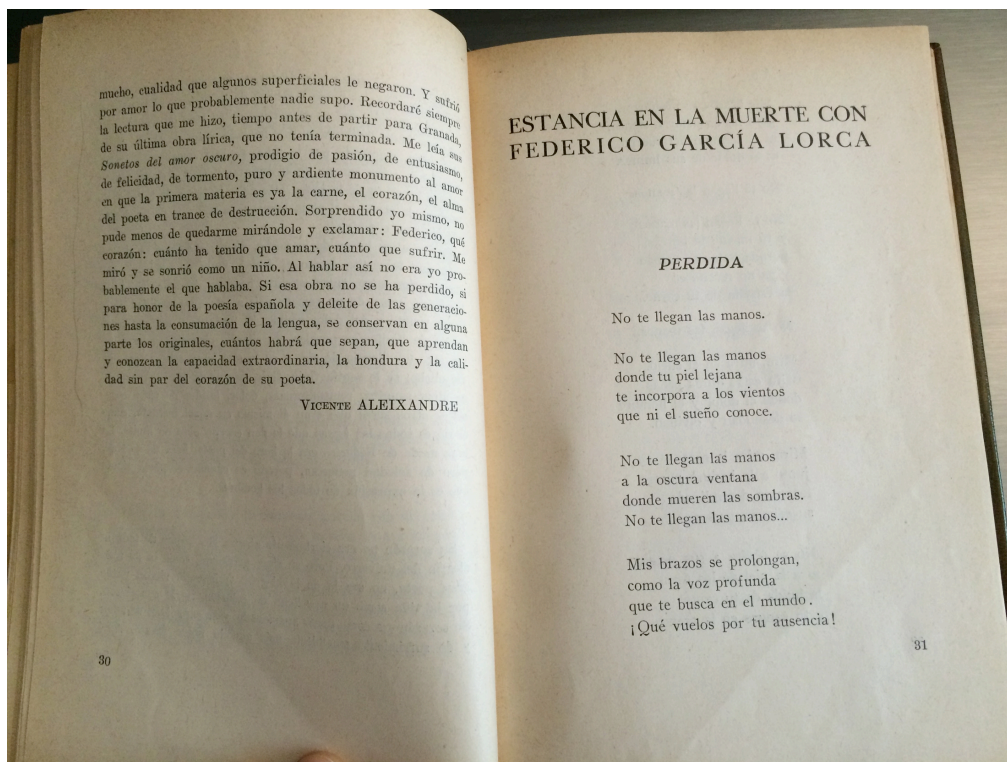 mucho, cualidad que algunos superficiales le negaron. Y sufrió
por amor lo que probablemente nadie supo. Recordaré siempre
la lectura que me hizo, tiempo antes de partir para Granada,
de su última obra lírica, que no tenía terminada. Me leía sus
Sonetos del amor oscuro, prodigio de pasión, de entusiasmo,
de felicidad, de tormento, puro y ardiente monumento al amor
en que la primera materia es ya la carne, el corazón, el alma
del poeta en trance de destrucción. Sorprendido yo mismo, no
pude menos de quedarme mirándole y exclamar: Federico, qué
corazón: cuánto ha tenido que amar, cuánto que sufrir. Me
miró y se sonrió como un niño. Al hablar así no era yo pro-
bablemente el que hablaba. Si esa obra no se ha perdido, si
para honor de la poesía española y deleite de las generacio-
nes hasta la consumación de la lengua, se conservan en alguna
parte los originales, cuántos habrá que sepan, que aprendan
y conozcan la capacidad extraordinaria, la hondura y la cali-
dad sin par del corazón de su poeta.
Vicente ALEIXANDRE
30
ESTANCIA EN LA MUERTE CON
FEDERICO GARCÍA LORCA
PERDIDA
No te llegan las manos.
No te llegan las manos
donde tu piel lejana
te incorpora a los vientos
que ni el sueño conoce.
No te llegan las manos
a la oscura ventana
donde mueren las sombras.
No te llegan las manos...
Mis brazos se prolongan,
como la voz profunda
que te busca en el mundo.
¡Qué vuelos por tu ausencia!
31